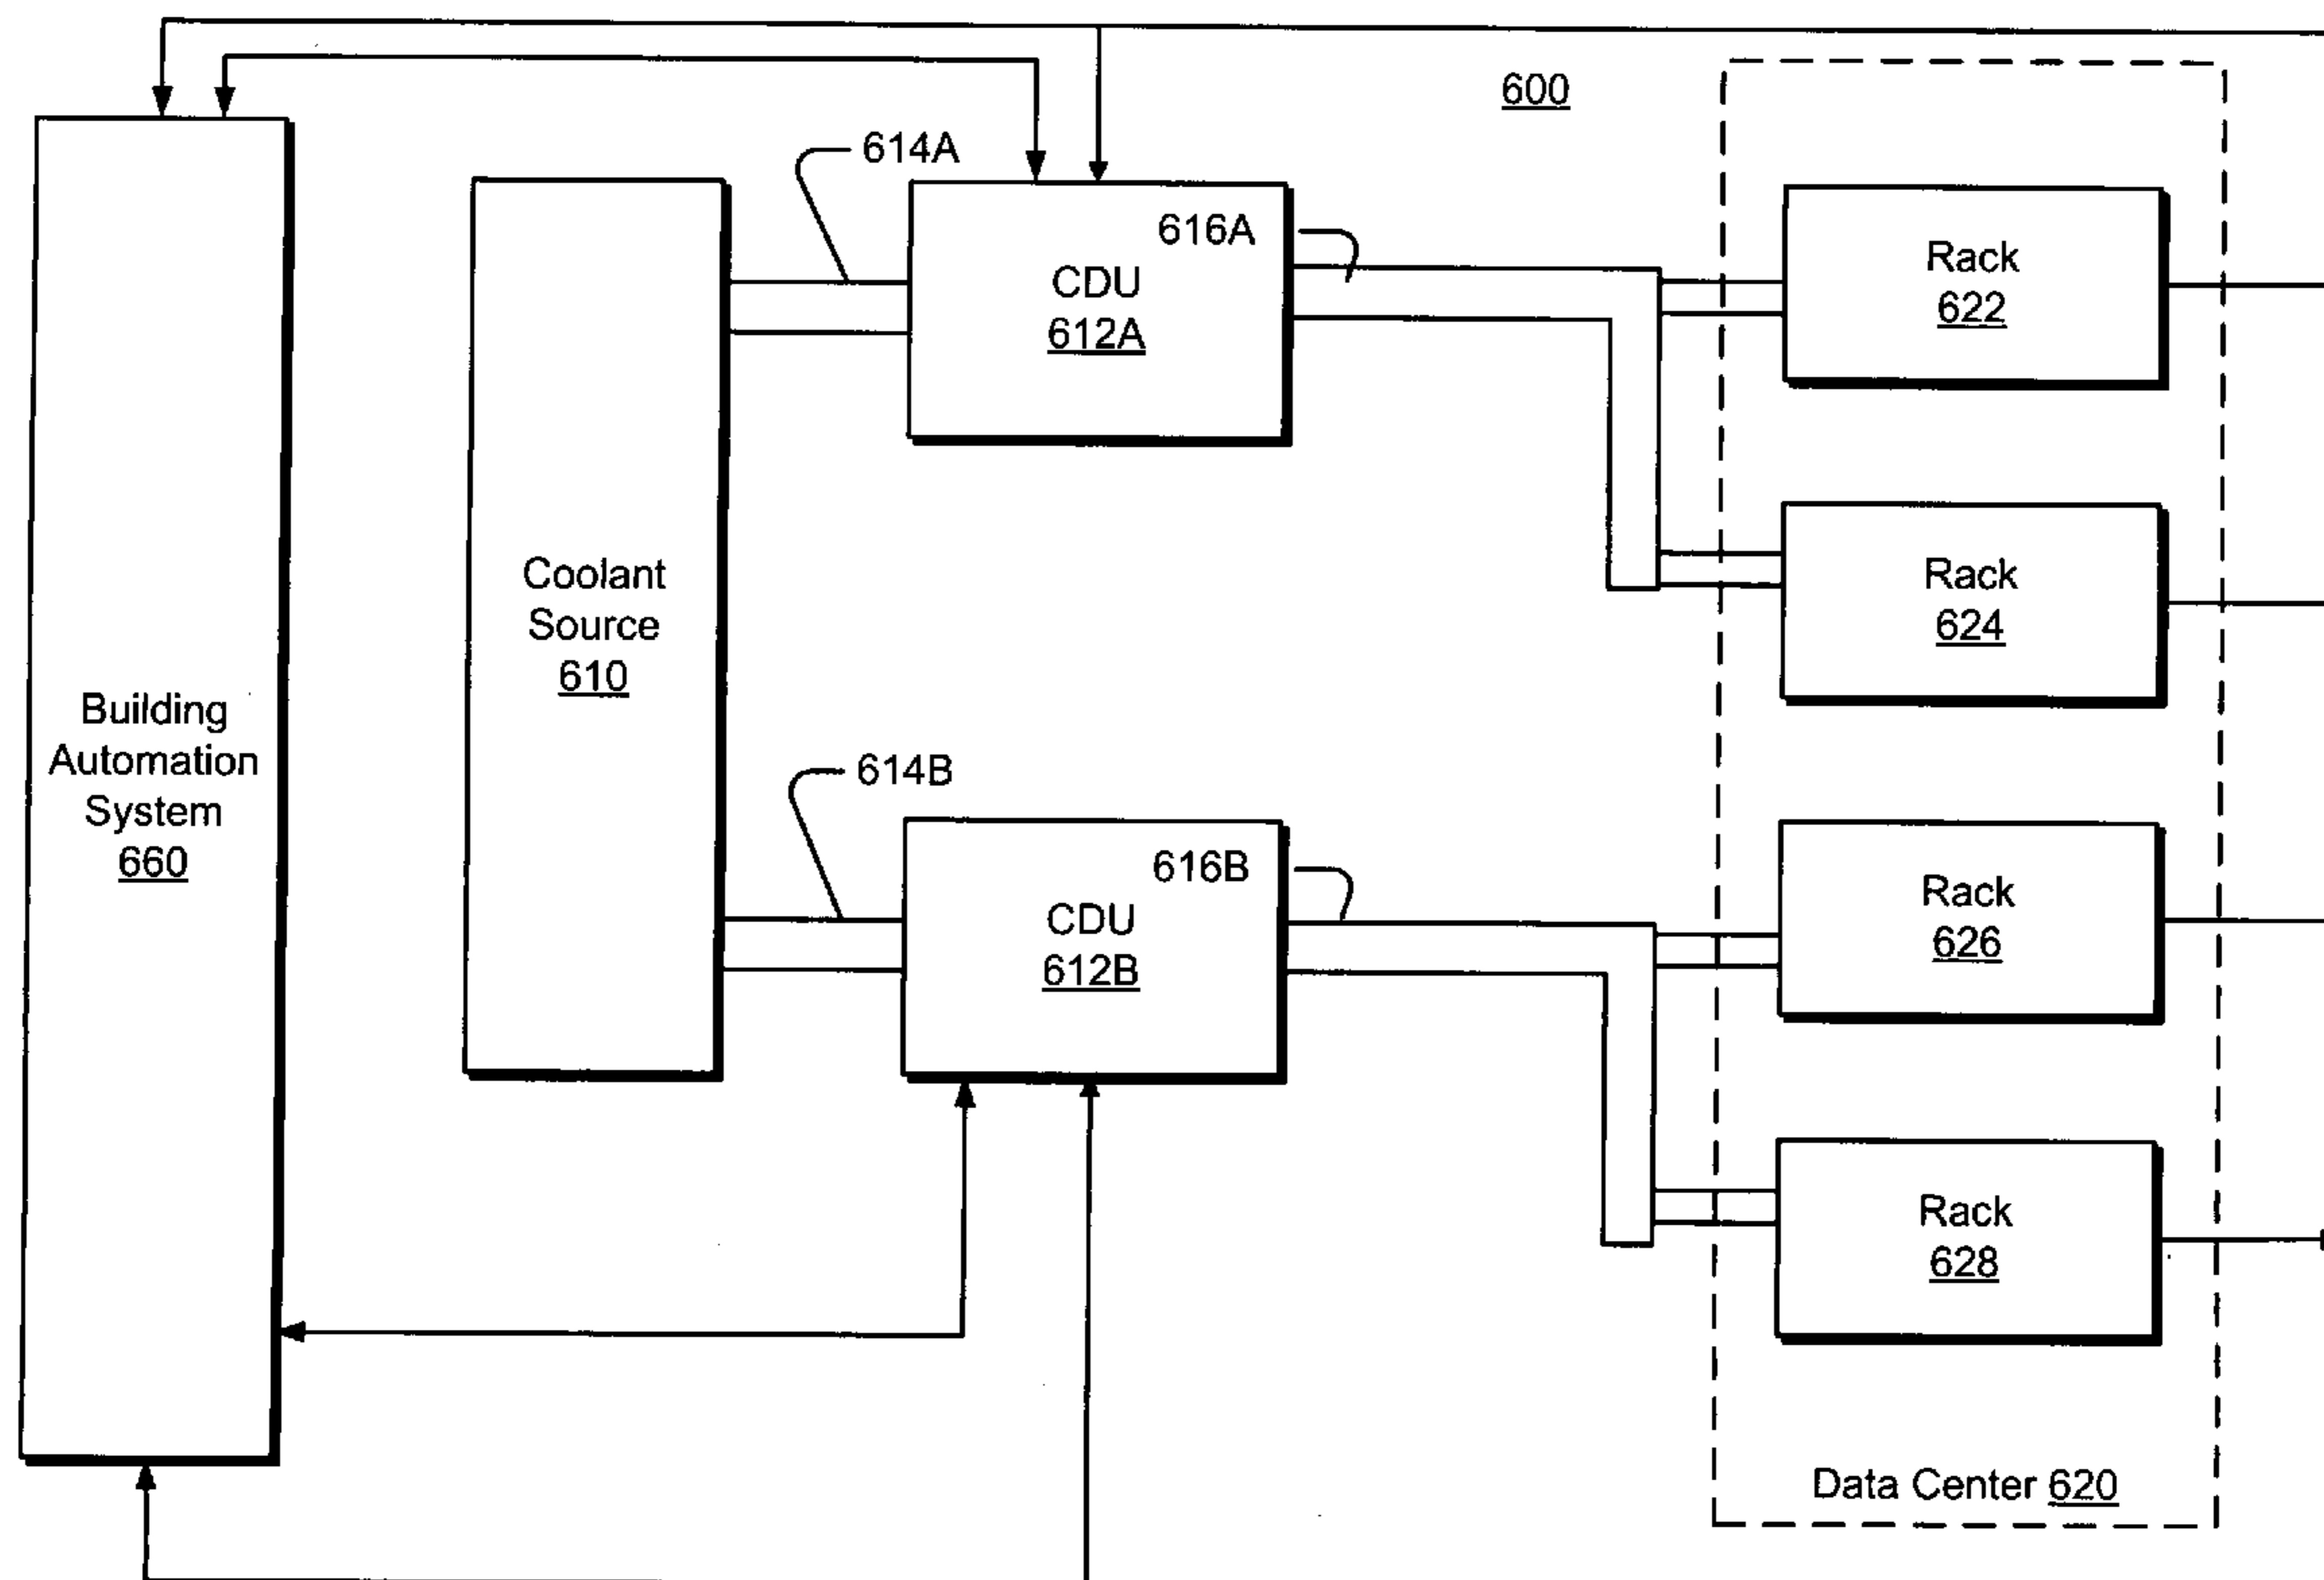 600
614A
616A
CDU
612A
Rack
622
Coolant
Source
610
Rack
624
Building
Automation
System
660
614B
616B
CDU
612B
Rack
626
Rack
628
Data Center 620